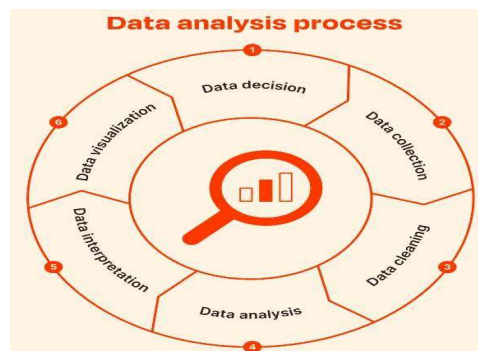 Data analysis process
1
Data decision
2
Data collection
3
Data cleaning
4
Data analysis
5
Data interpretation
6
Data visualization